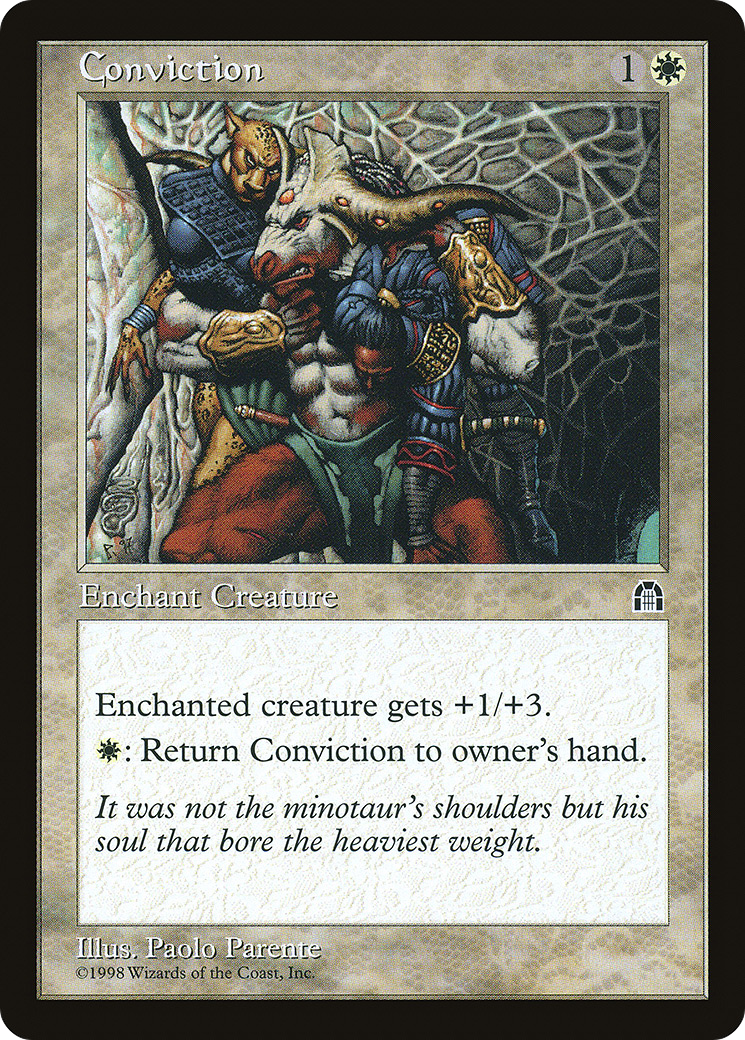 Conviction 1
Enchant Creature
Enchanted creature gets +1/+3.
: Return Conviction to owner's hand.
It was not the minotaur's shoulders but his
soul that bore the heaviest weight.
Illus. Paolo Parente
©1998 Wizards of the Coast, Inc.